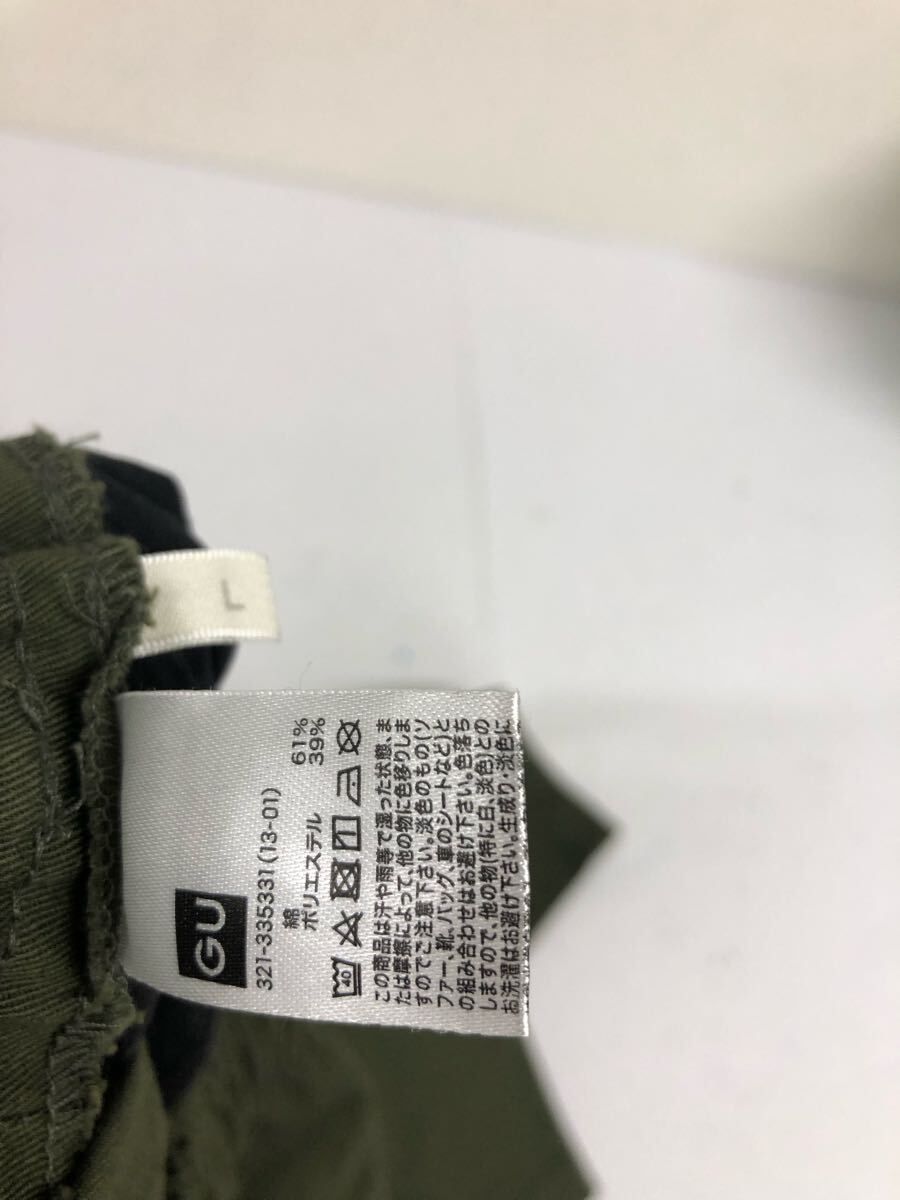 L
GU
321-335331(13-01)
綿 61%
ポリエステル 39%
40
この商品は汗や雨等で湿った状態、ま
たは摩擦によって、他の物に色移りしま
すのでご注意下さい。淡色のもの(ソ
ファー、靴、バッグ、車のシートなど)と
の組み合わせはお避け下さい。色落ち
しますので、他の物(特に白、淡色)との
お洗濯はお避け下さい。生成り・淡色に